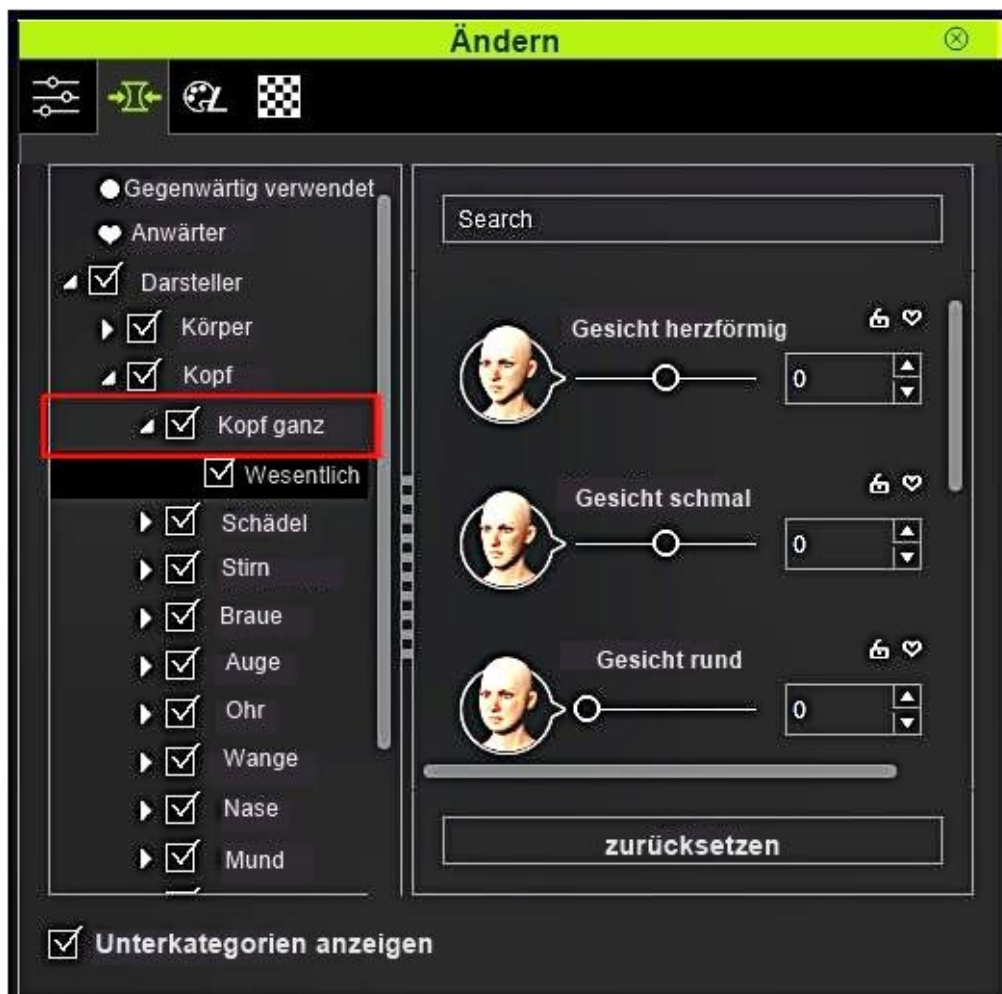 Ändern
Gegenwärtig verwendet
Anwärter
Darsteller
Körper
Kopf
Kopf ganz
Wesentlich
Schädel
Stirn
Braue
Auge
Ohr
Wange
Nase
Mund
Search
Gesicht herzförmig
0
Gesicht schmal
0
Gesicht rund
0
zurücksetzen
Unterkategorien anzeigen